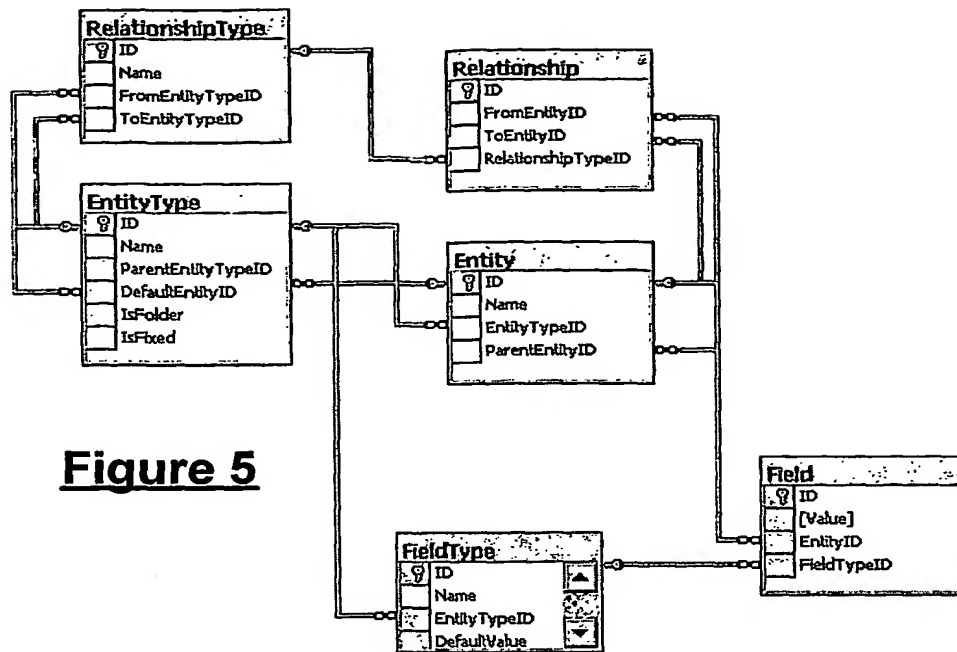 RelationshipType
ID
Name
FromEntityTypeID
ToEntityTypeID
Relationship
ID
FromEntityID
ToEntityID
RelationshipTypeID
EntityType
ID
Name
ParentEntityTypeID
DefaultEntityID
IsFolder
IsFixed
Entity
ID
Name
EntityTypeID
ParentEntityID
Figure 5
Field
ID
[Value]
EntityID
FieldTypeID
FieldType
ID
Name
EntityTypeID
DefaultValue